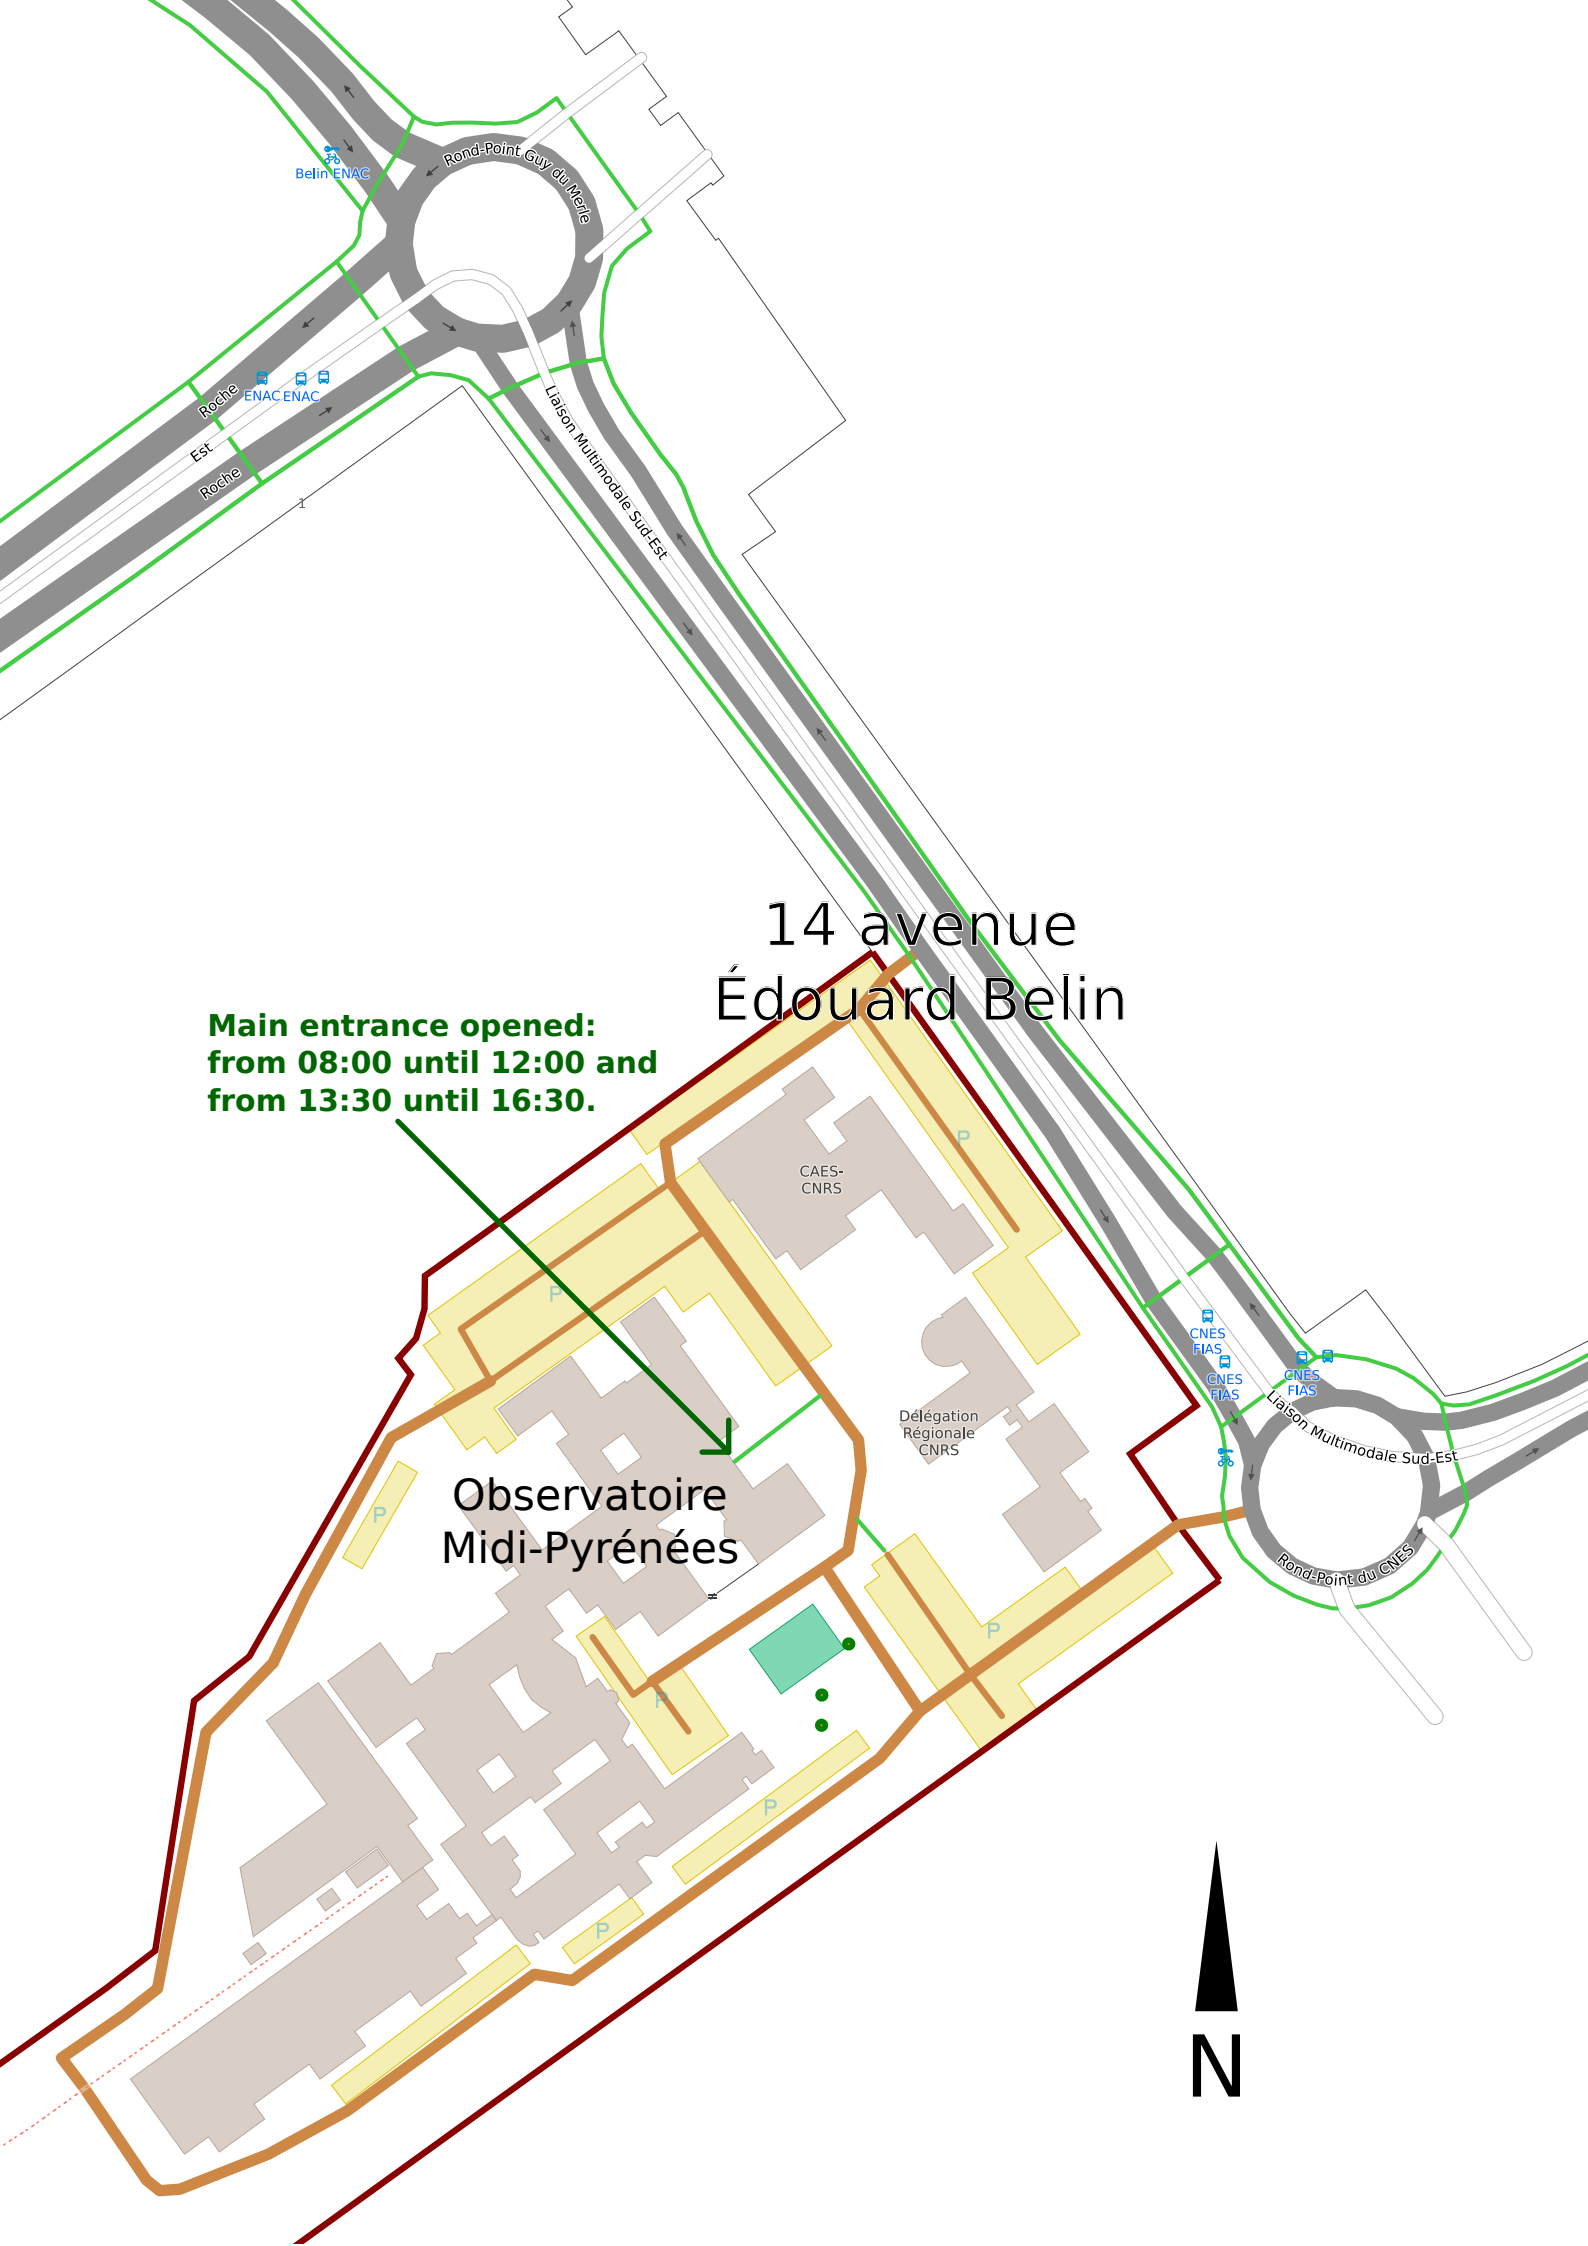 Rond-Point Guy du Merle
Belin ENAC
ENAC
ENAC
Roche
Est
Roche
1
Liaison Multimodale Sud-Est
14 avenue
Édouard Belin
Main entrance opened:
from 08:00 until 12:00 and
from 13:30 until 16:30.
P
CAES-
CNRS
P
CNES
FIAS
CNES
FIAS
CNES
FIAS
Liaison Multimodale Sud-Est
Délégation
Régionale
CNRS
P
Observatoire
Midi-Pyrénées
Rond-Point du CNES
P
P
P
P
N